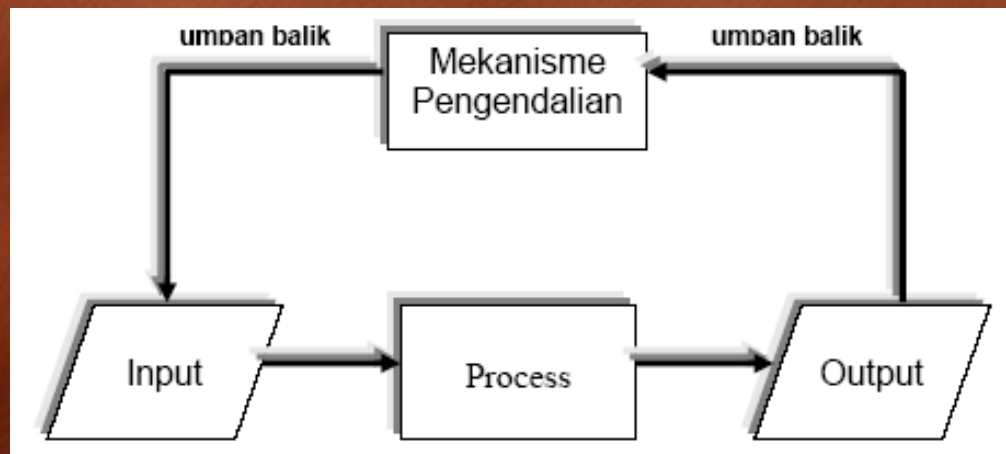 umpan balik
Mekanisme
Pengendalian
umpan balik
Input
Process
Output